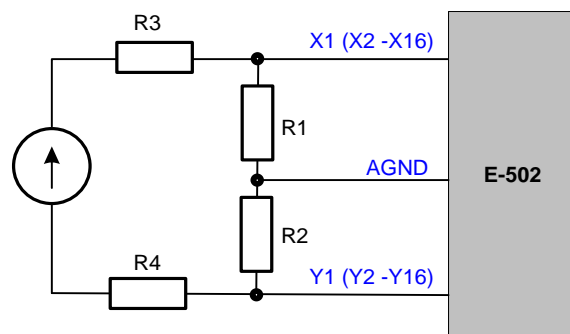 R3
X1 (X2 -X16)
R1
AGND
E-502
R2
R4
Y1 (Y2 -Y16)